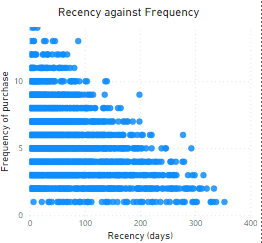 Recency against Frequency
Frequency of purchase
10
5
0
0 100 200 300 400
Recency (days)